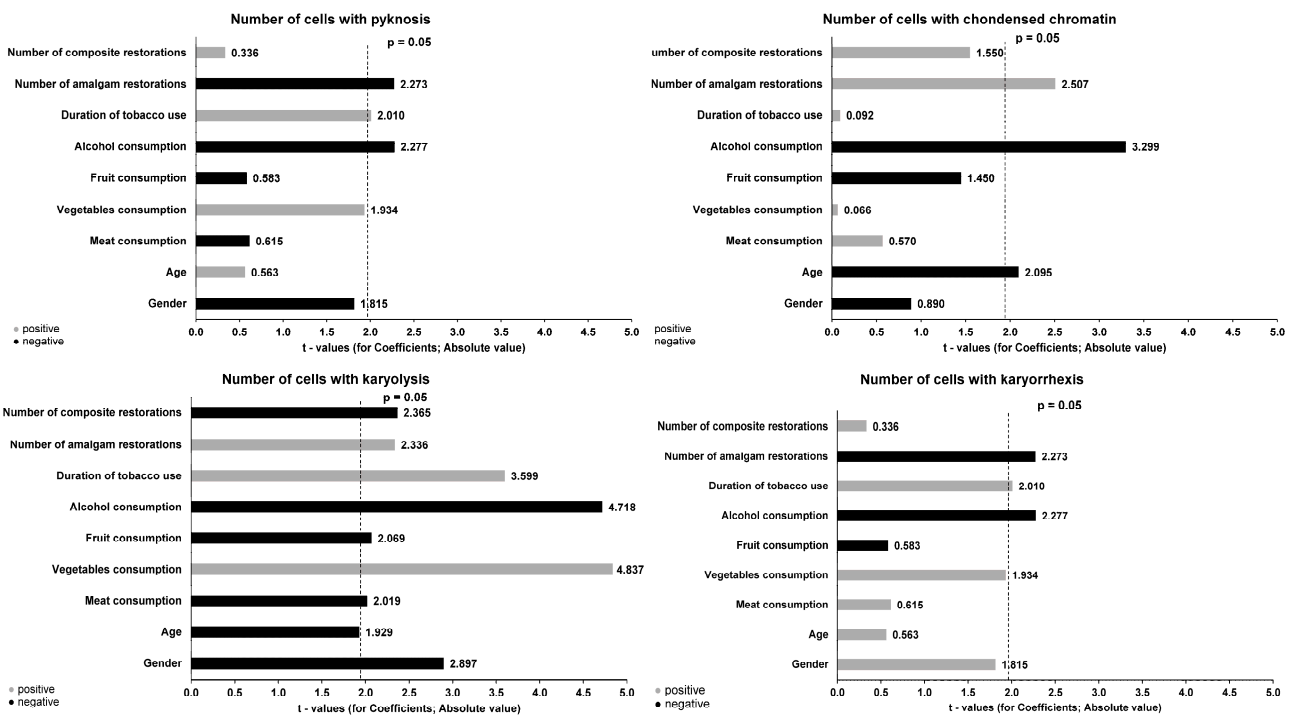 Number of cells with pyknosis
p = 0.05
Number of composite restorations 0.336
Number of amalgam restorations 2.273
Duration of tobacco use 2.010
Alcohol consumption 2.277
Fruit consumption 0.583
Vegetables consumption 1.934
Meat consumption 0.615
Age 0.563
Gender 1.815
0.0 0.5 1.0 1.5 2.0 2.5 3.0 3.5 4.0 4.5 5.0
positive
negative
t - values (for Coefficients; Absolute value)
Number of cells with chondensed chromatin
p = 0.05
umber of composite restorations 1.550
Number of amalgam restorations 2.507
Duration of tobacco use 0.092
Alcohol consumption 3.299
Fruit consumption 1.450
Vegetables consumption 0.066
Meat consumption 0.570
Age 2.095
Gender 0.890
0.0 0.5 1.0 1.5 2.0 2.5 3.0 3.5 4.0 4.5 5.0
positive
negative
t - values (for Coefficients; Absolute value)
Number of cells with karyolysis
p = 0.05
Number of composite restorations 2.365
Number of amalgam restorations 2.336
Duration of tobacco use 3.599
Alcohol consumption 4.718
Fruit consumption 2.069
Vegetables consumption 4.837
Meat consumption 2.019
Age 1.929
Gender 2.897
0.0 0.5 1.0 1.5 2.0 2.5 3.0 3.5 4.0 4.5 5.0
positive
negative
t - values (for Coefficients; Absolute value)
Number of cells with karyorrhexis
p = 0.05
Number of composite restorations 0.336
Number of amalgam restorations 2.273
Duration of tobacco use 2.010
Alcohol consumption 2.277
Fruit consumption 0.583
Vegetables consumption 1.934
Meat consumption 0.615
Age 0.563
Gender 1.815
0.0 0.5 1.0 1.5 2.0 2.5 3.0 3.5 4.0 4.5 5.0
positive
negative
t - values (for Coefficients; Absolute value)